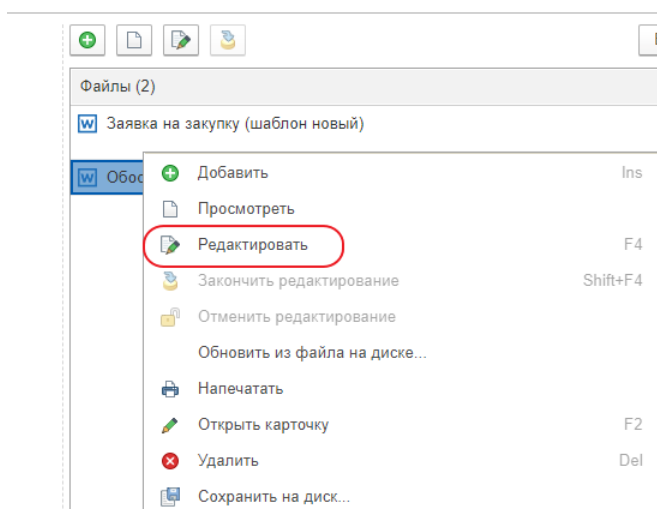 Файлы (2)
Заявка на закупку (шаблон новый)
Добавить Ins
Просмотреть
Редактировать F4
Закончить редактирование Shift+F4
Отменить редактирование
Обновить из файла на диске...
Напечатать
Открыть карточку F2
Удалить Del
Сохранить на диск...